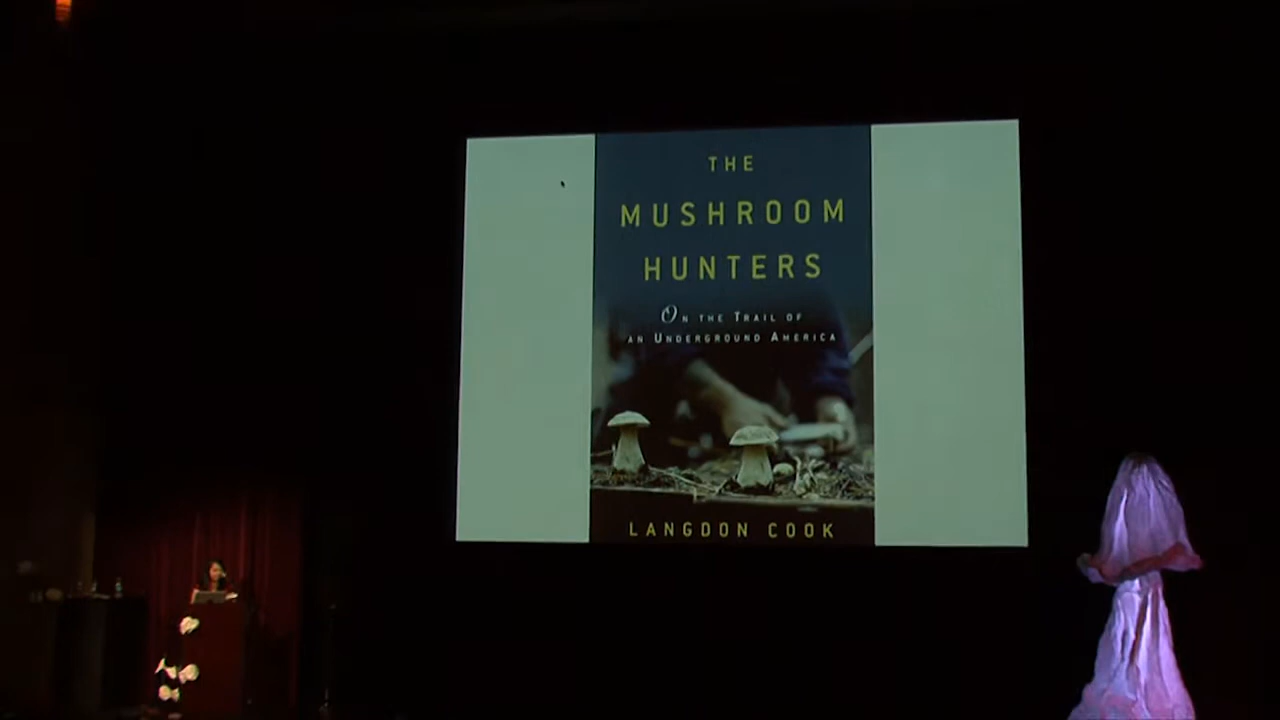 THE
MUSHROOM
HUNTERS
On the Trail of
an Underground America
LANGDON COOK